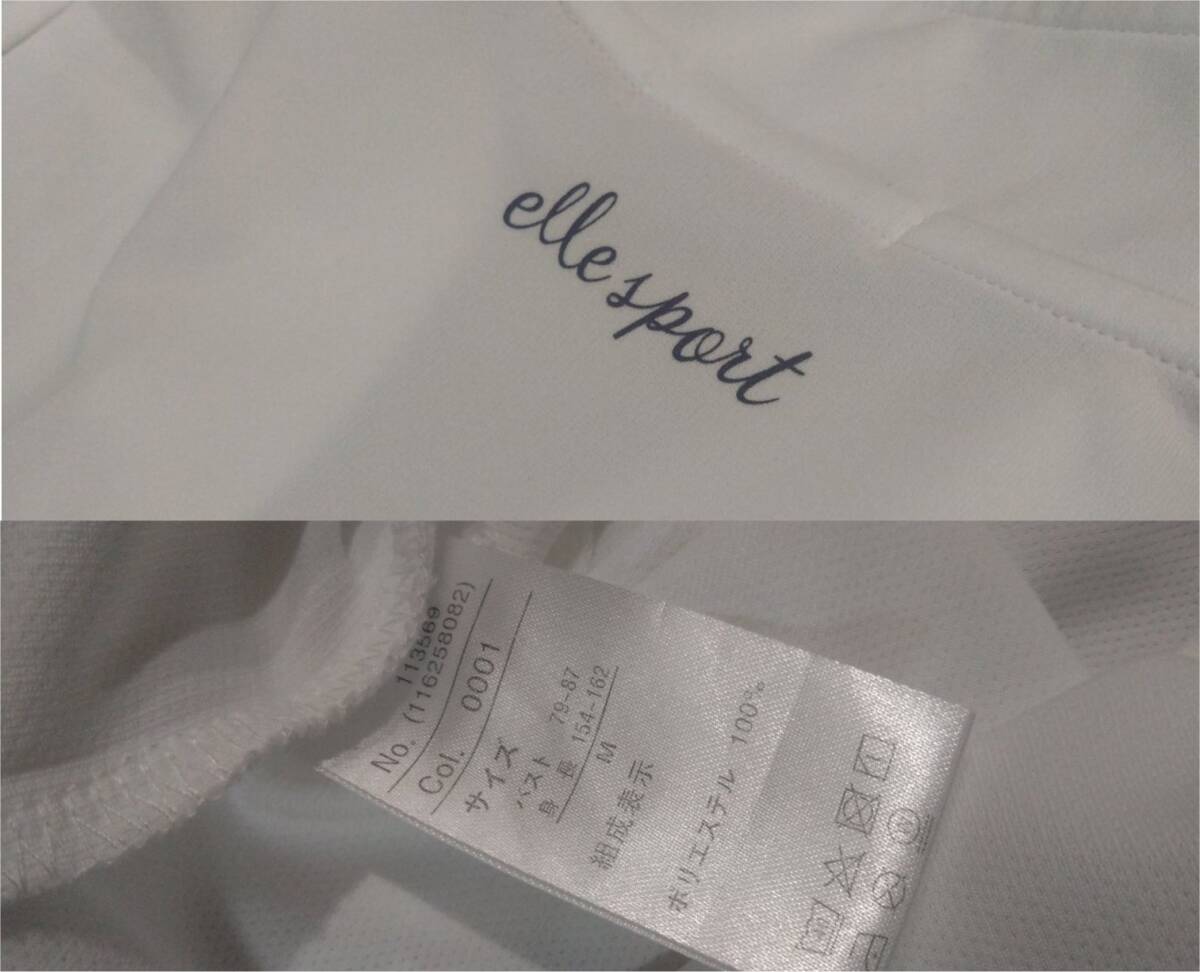 elle sport
113569
No. (116258082)
Col. 0001
サイズ
バスト 79-87
身長 154-162
M
組成表示
ポリエステル 100%